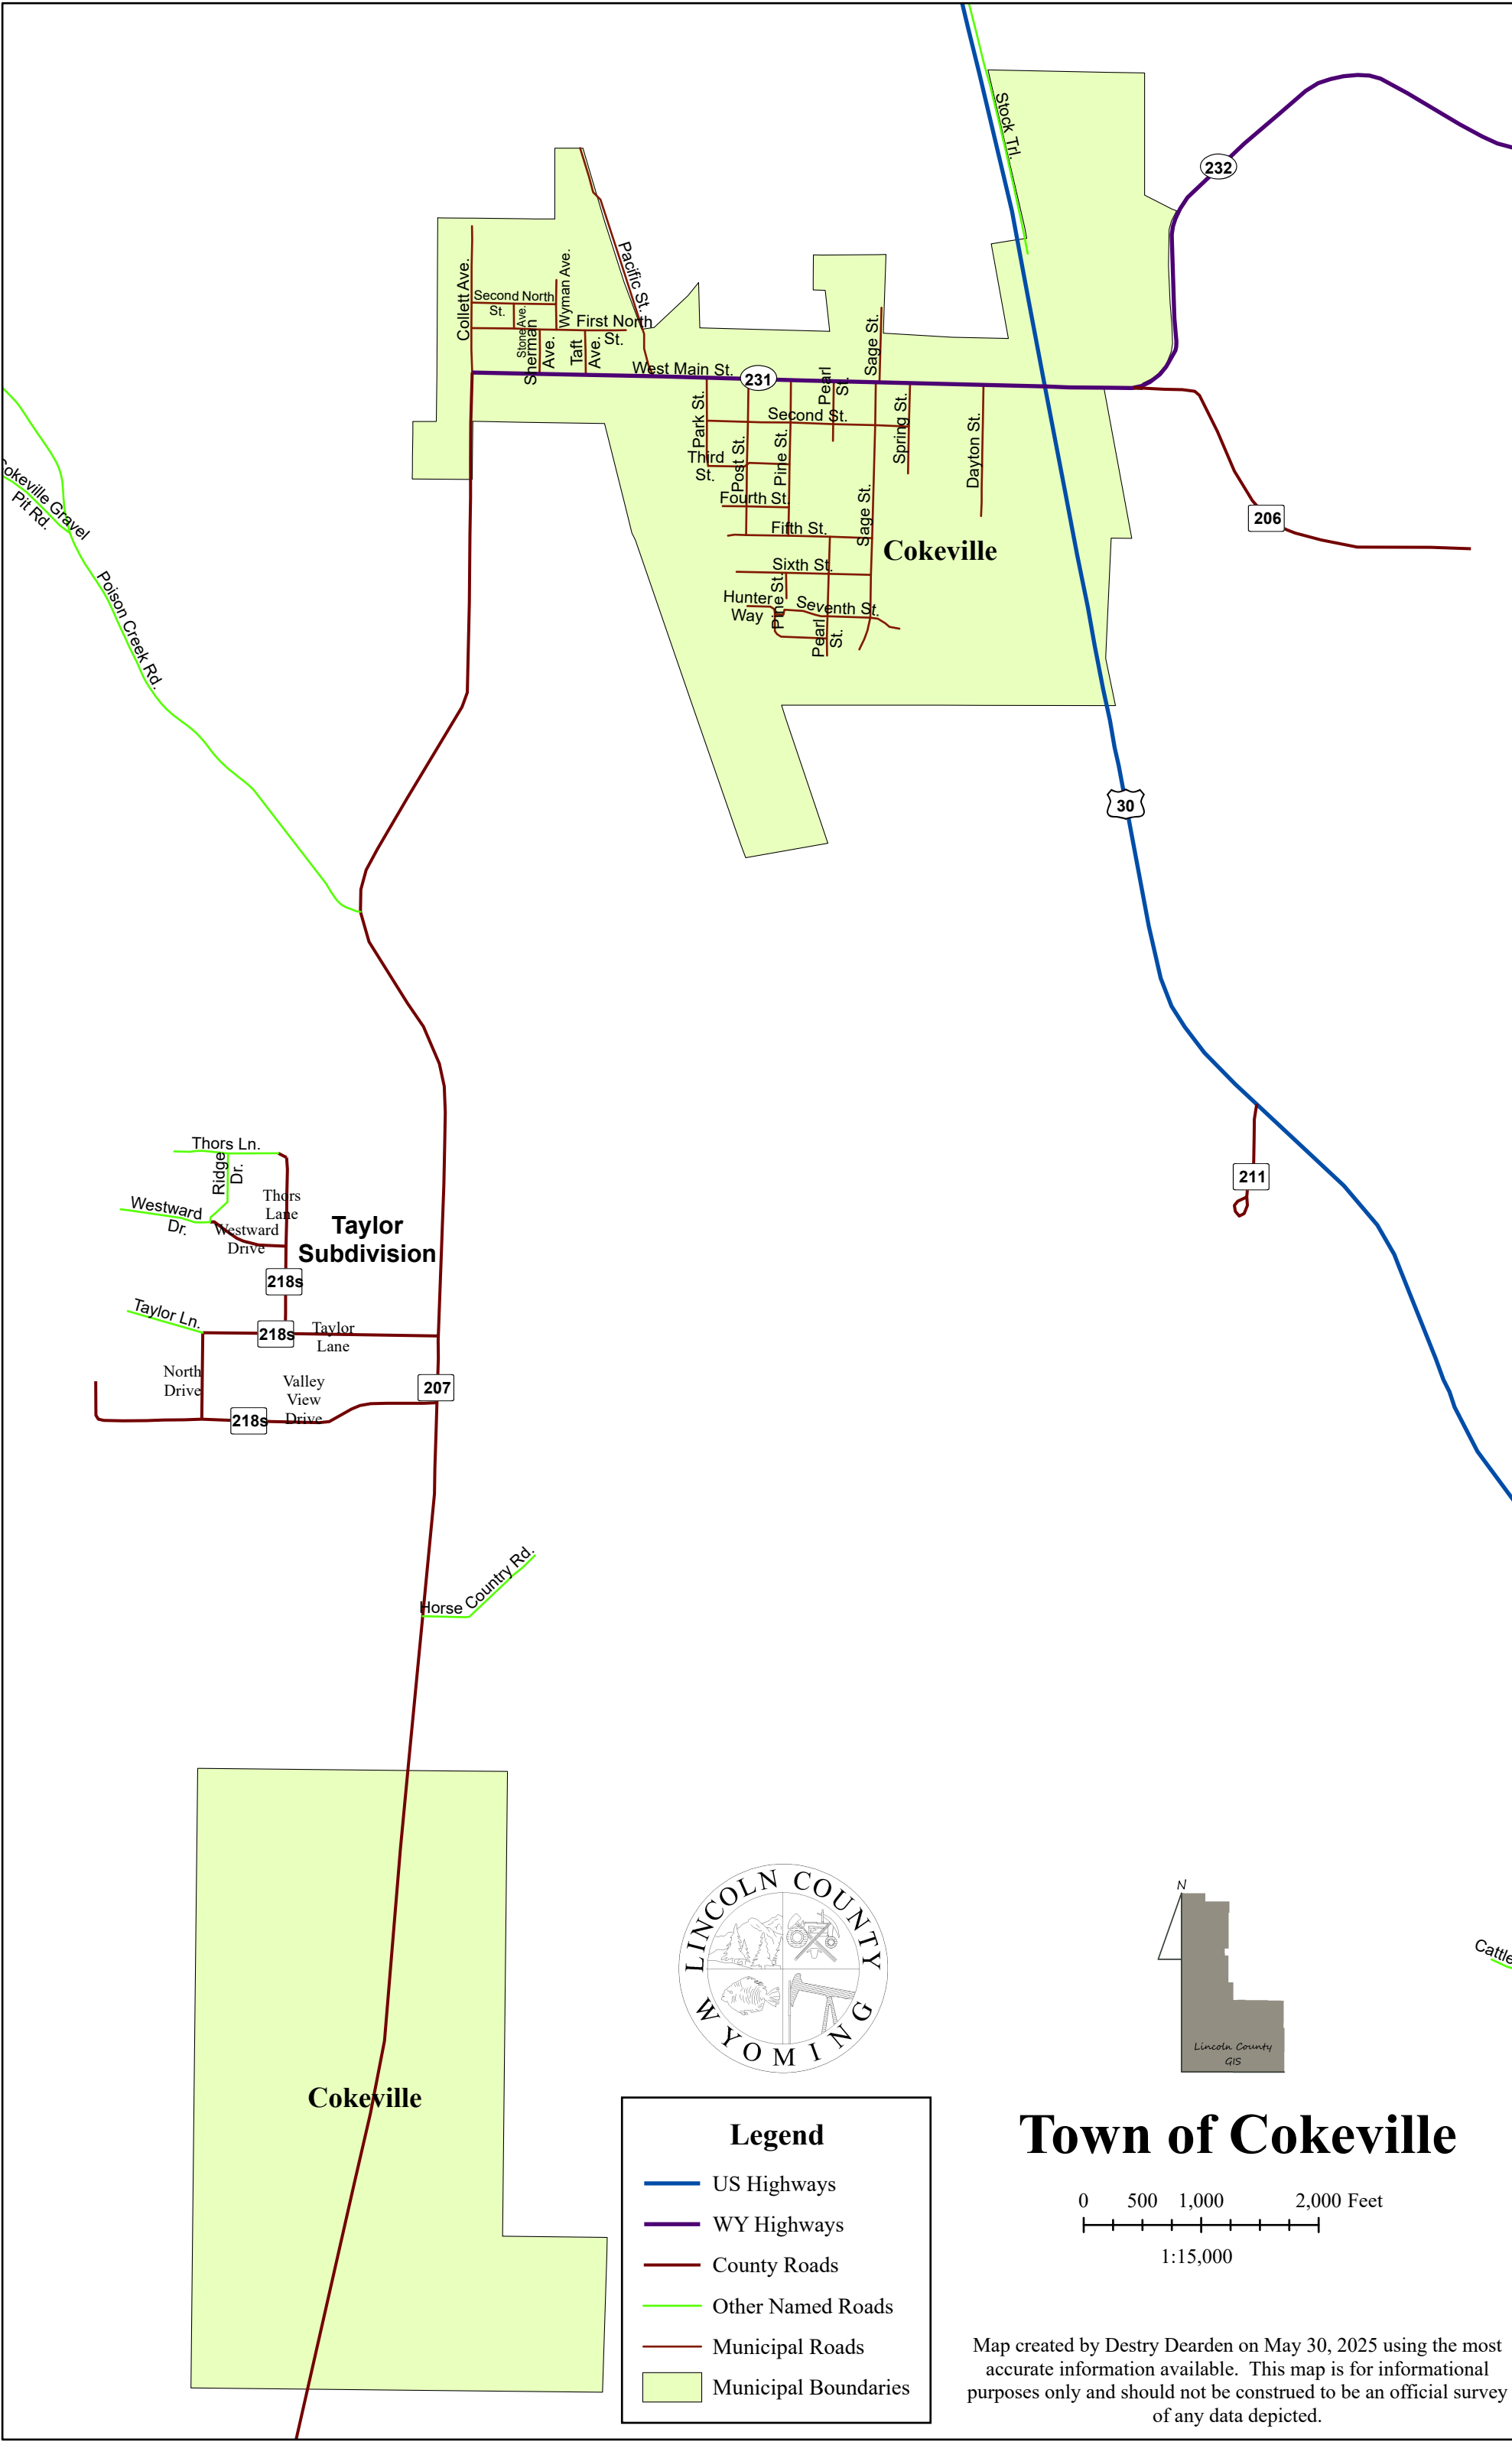 Stock Trl.
232
Pacific St.
Collett Ave.
Second North
St.
Wyman Ave.
Stone Ave.
First North
St.
Sherman
Ave.
Taft
Ave.
West Main St.
231
Sage St.
Pearl
St.
Park St.
Second St.
Spring St.
Dayton St.
Post St.
Pine St.
Third
St.
Fourth St.
Sage St.
Fifth St.
Cokeville
206
Sixth St.
Pine St.
Hunter
Way
Seventh St.
Pearl
St.
okeville Gravel
Pit Rd.
Poison Creek Rd.
30
211
Thors Ln.
Ridge
Dr.
Thors
Lane
Westward
Dr.
Westward
Drive
Taylor
Subdivision
218s
Taylor Ln.
218s
Taylor
Lane
North
Drive
Valley
View
Drive
207
218s
Horse Country Rd.
Cokeville
LINCOLN COUNTY
WYOMING
N
Lincoln County
GIS
Cattle
Legend
US Highways
WY Highways
County Roads
Other Named Roads
Municipal Roads
Municipal Boundaries
Town of Cokeville
0 500 1,000 2,000 Feet
1:15,000
Map created by Destry Dearden on May 30, 2025 using the most
accurate information available. This map is for informational
purposes only and should not be construed to be an official survey
of any data depicted.